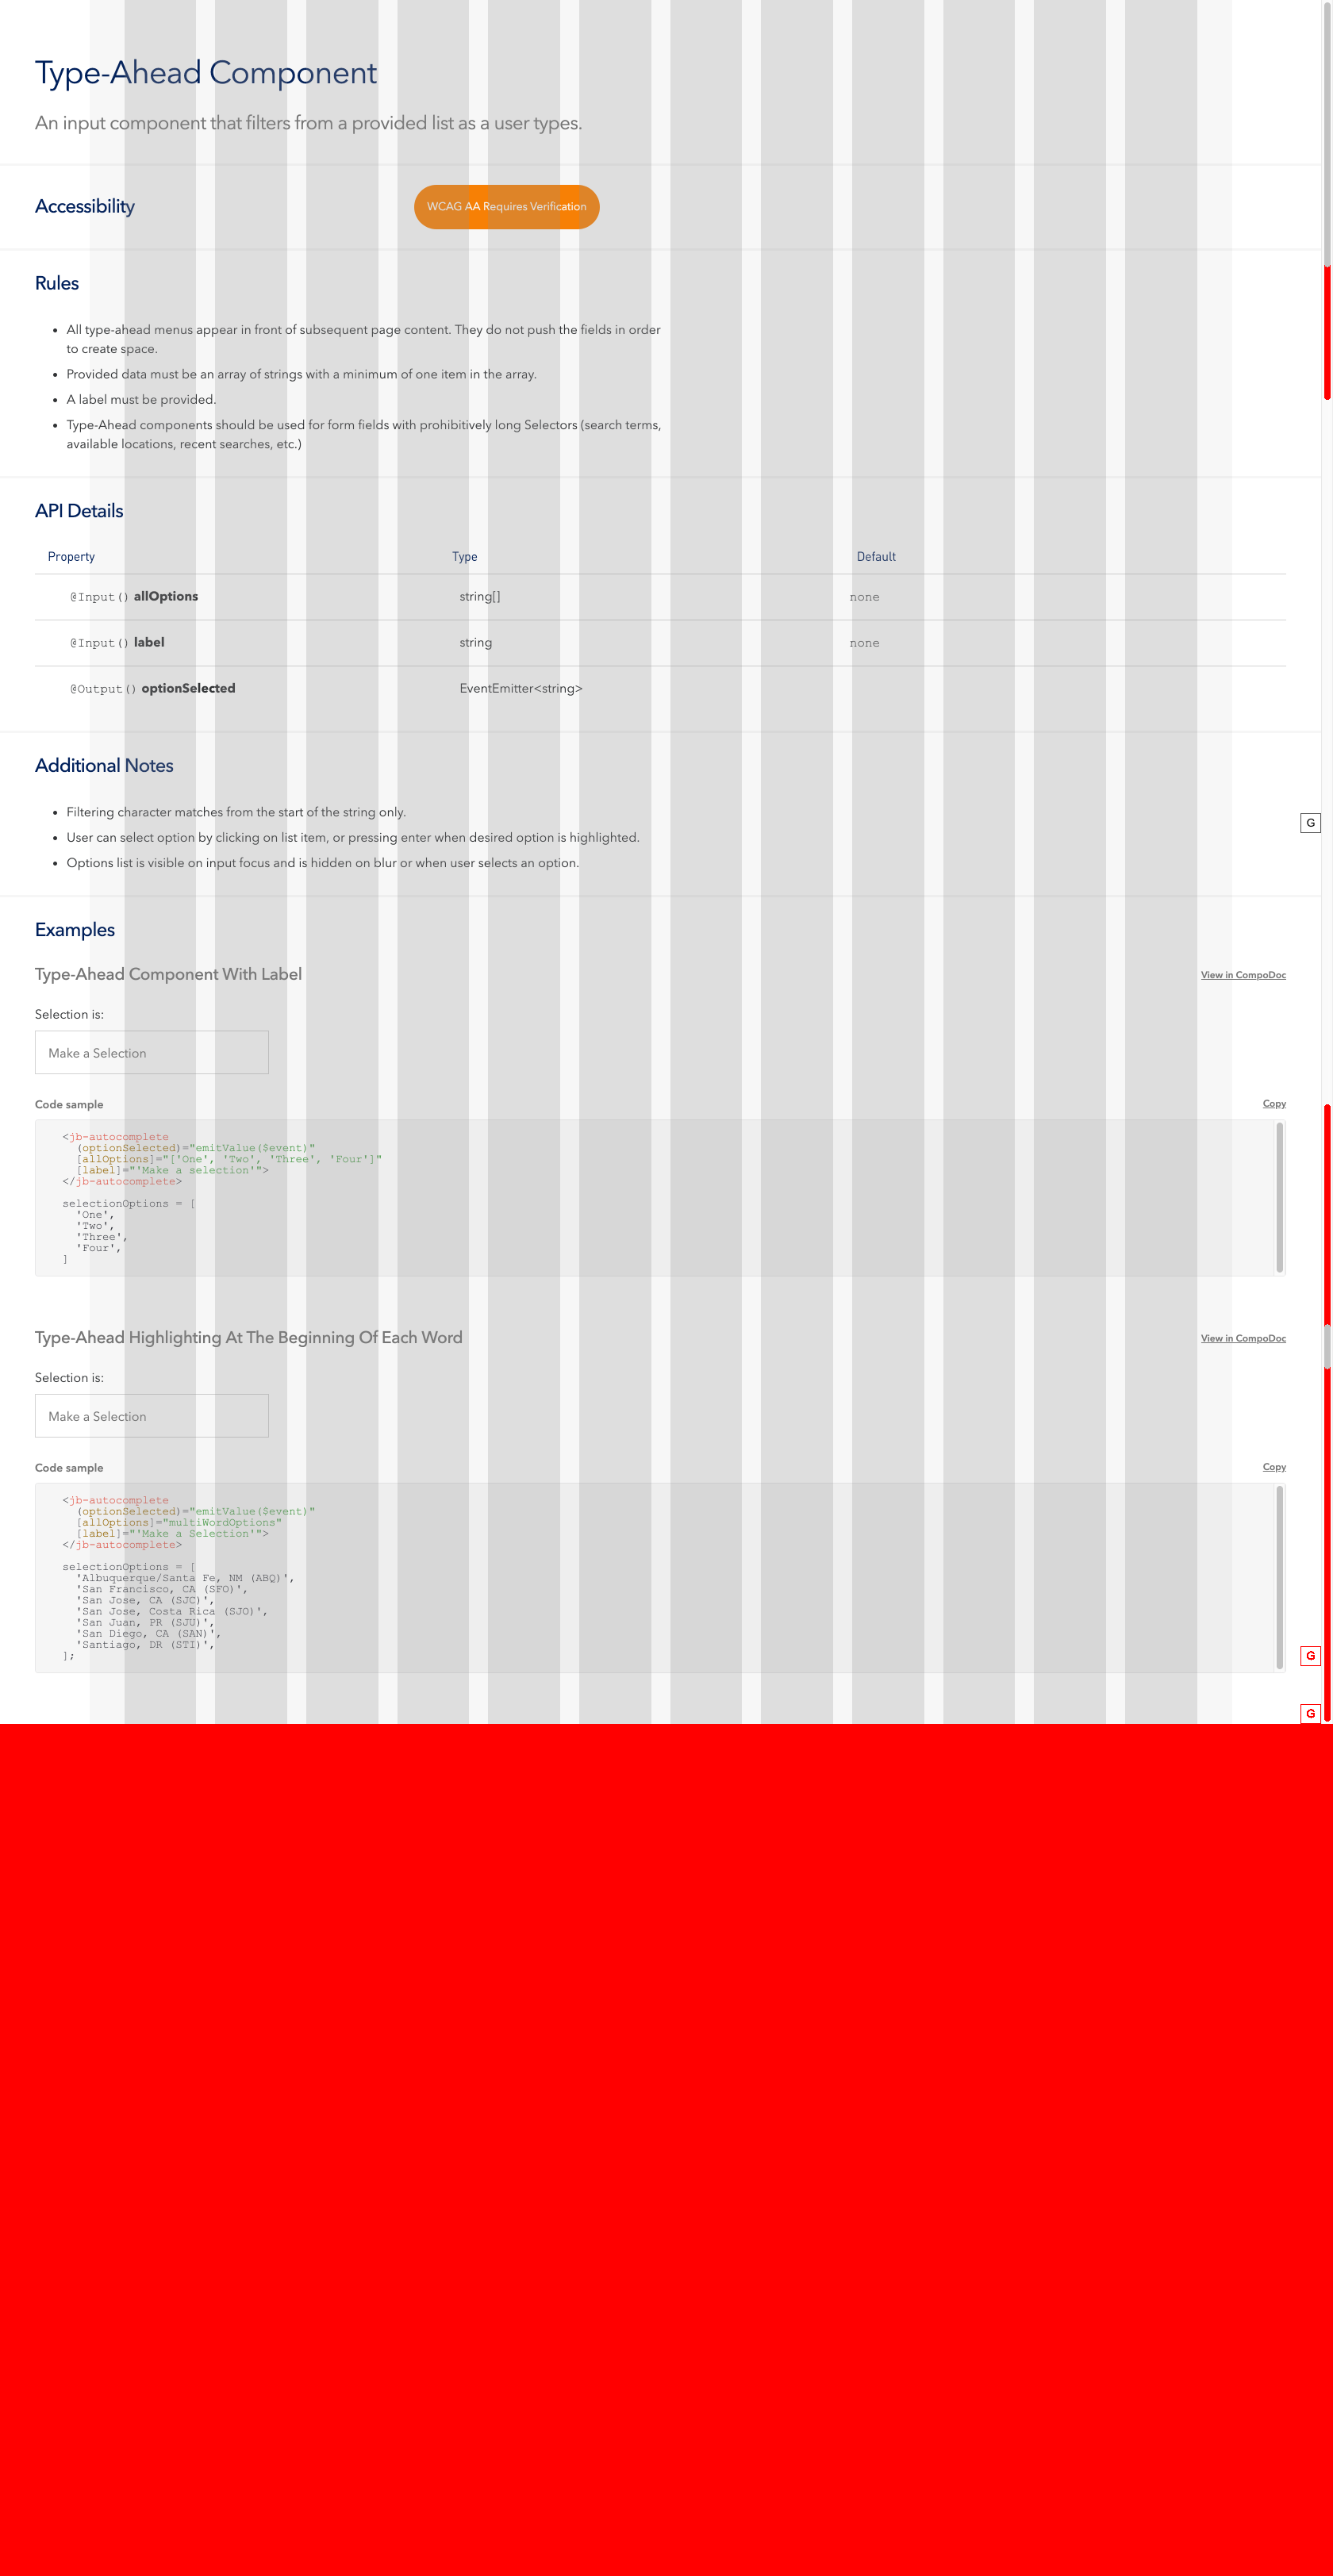 Type-Ahead Component
An input component that filters from a provided list as a user types.
Accessibility
WCAG AA Requires Verification
Rules
• All type-ahead menus appear in front of subsequent page content. They do not push the fields in order
to create space.
• Provided data must be an array of strings with a minimum of one item in the array.
• A label must be provided.
• Type-Ahead components should be used for form fields with prohibitively long Selectors (search terms,
available locations, recent searches, etc.)
API Details
Property Type Default
@Input() allOptions string[] none
@Input() label string none
@Output() optionSelected EventEmitter<string>
Additional Notes
• Filtering character matches from the start of the string only.
G
• User can select option by clicking on list item, or pressing enter when desired option is highlighted.
• Options list is visible on input focus and is hidden on blur or when user selects an option.
Examples
Type-Ahead Component With Label View in CompoDoc
Selection is:
Make a Selection
Code sample Copy
<jb-autocomplete
(optionSelected)="emitValue($event)"
[allOptions]="['One', 'Two', 'Three', 'Four']"
[label]="'Make a selection'">
</jb-autocomplete>
selectionOptions = [
'One',
'Two',
'Three',
'Four',
]
Type-Ahead Highlighting At The Beginning Of Each Word View in CompoDoc
Selection is:
Make a Selection
Code sample Copy
<jb-autocomplete
(optionSelected)="emitValue($event)"
[allOptions]="multiWordOptions"
[label]="'Make a Selection'">
</jb-autocomplete>
selectionOptions = [
'Albuquerque/Santa Fe, NM (ABQ)',
'San Francisco, CA (SFO)',
'San Jose, CA (SJC)',
'San Jose, Costa Rica (SJO)',
'San Juan, PR (SJU)',
'San Diego, CA (SAN)',
'Santiago, DR (STI)',
];
G
G